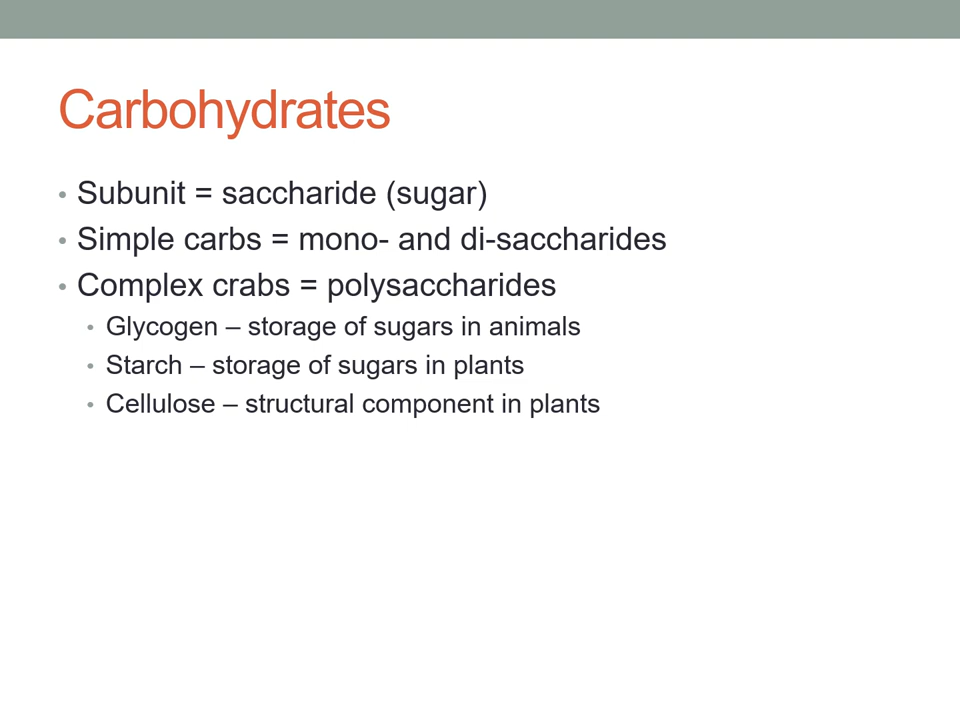 Carbohydrates
• Subunit = saccharide (sugar)
• Simple carbs = mono- and di-saccharides
• Complex crabs = polysaccharides
• Glycogen – storage of sugars in animals
• Starch – storage of sugars in plants
• Cellulose – structural component in plants